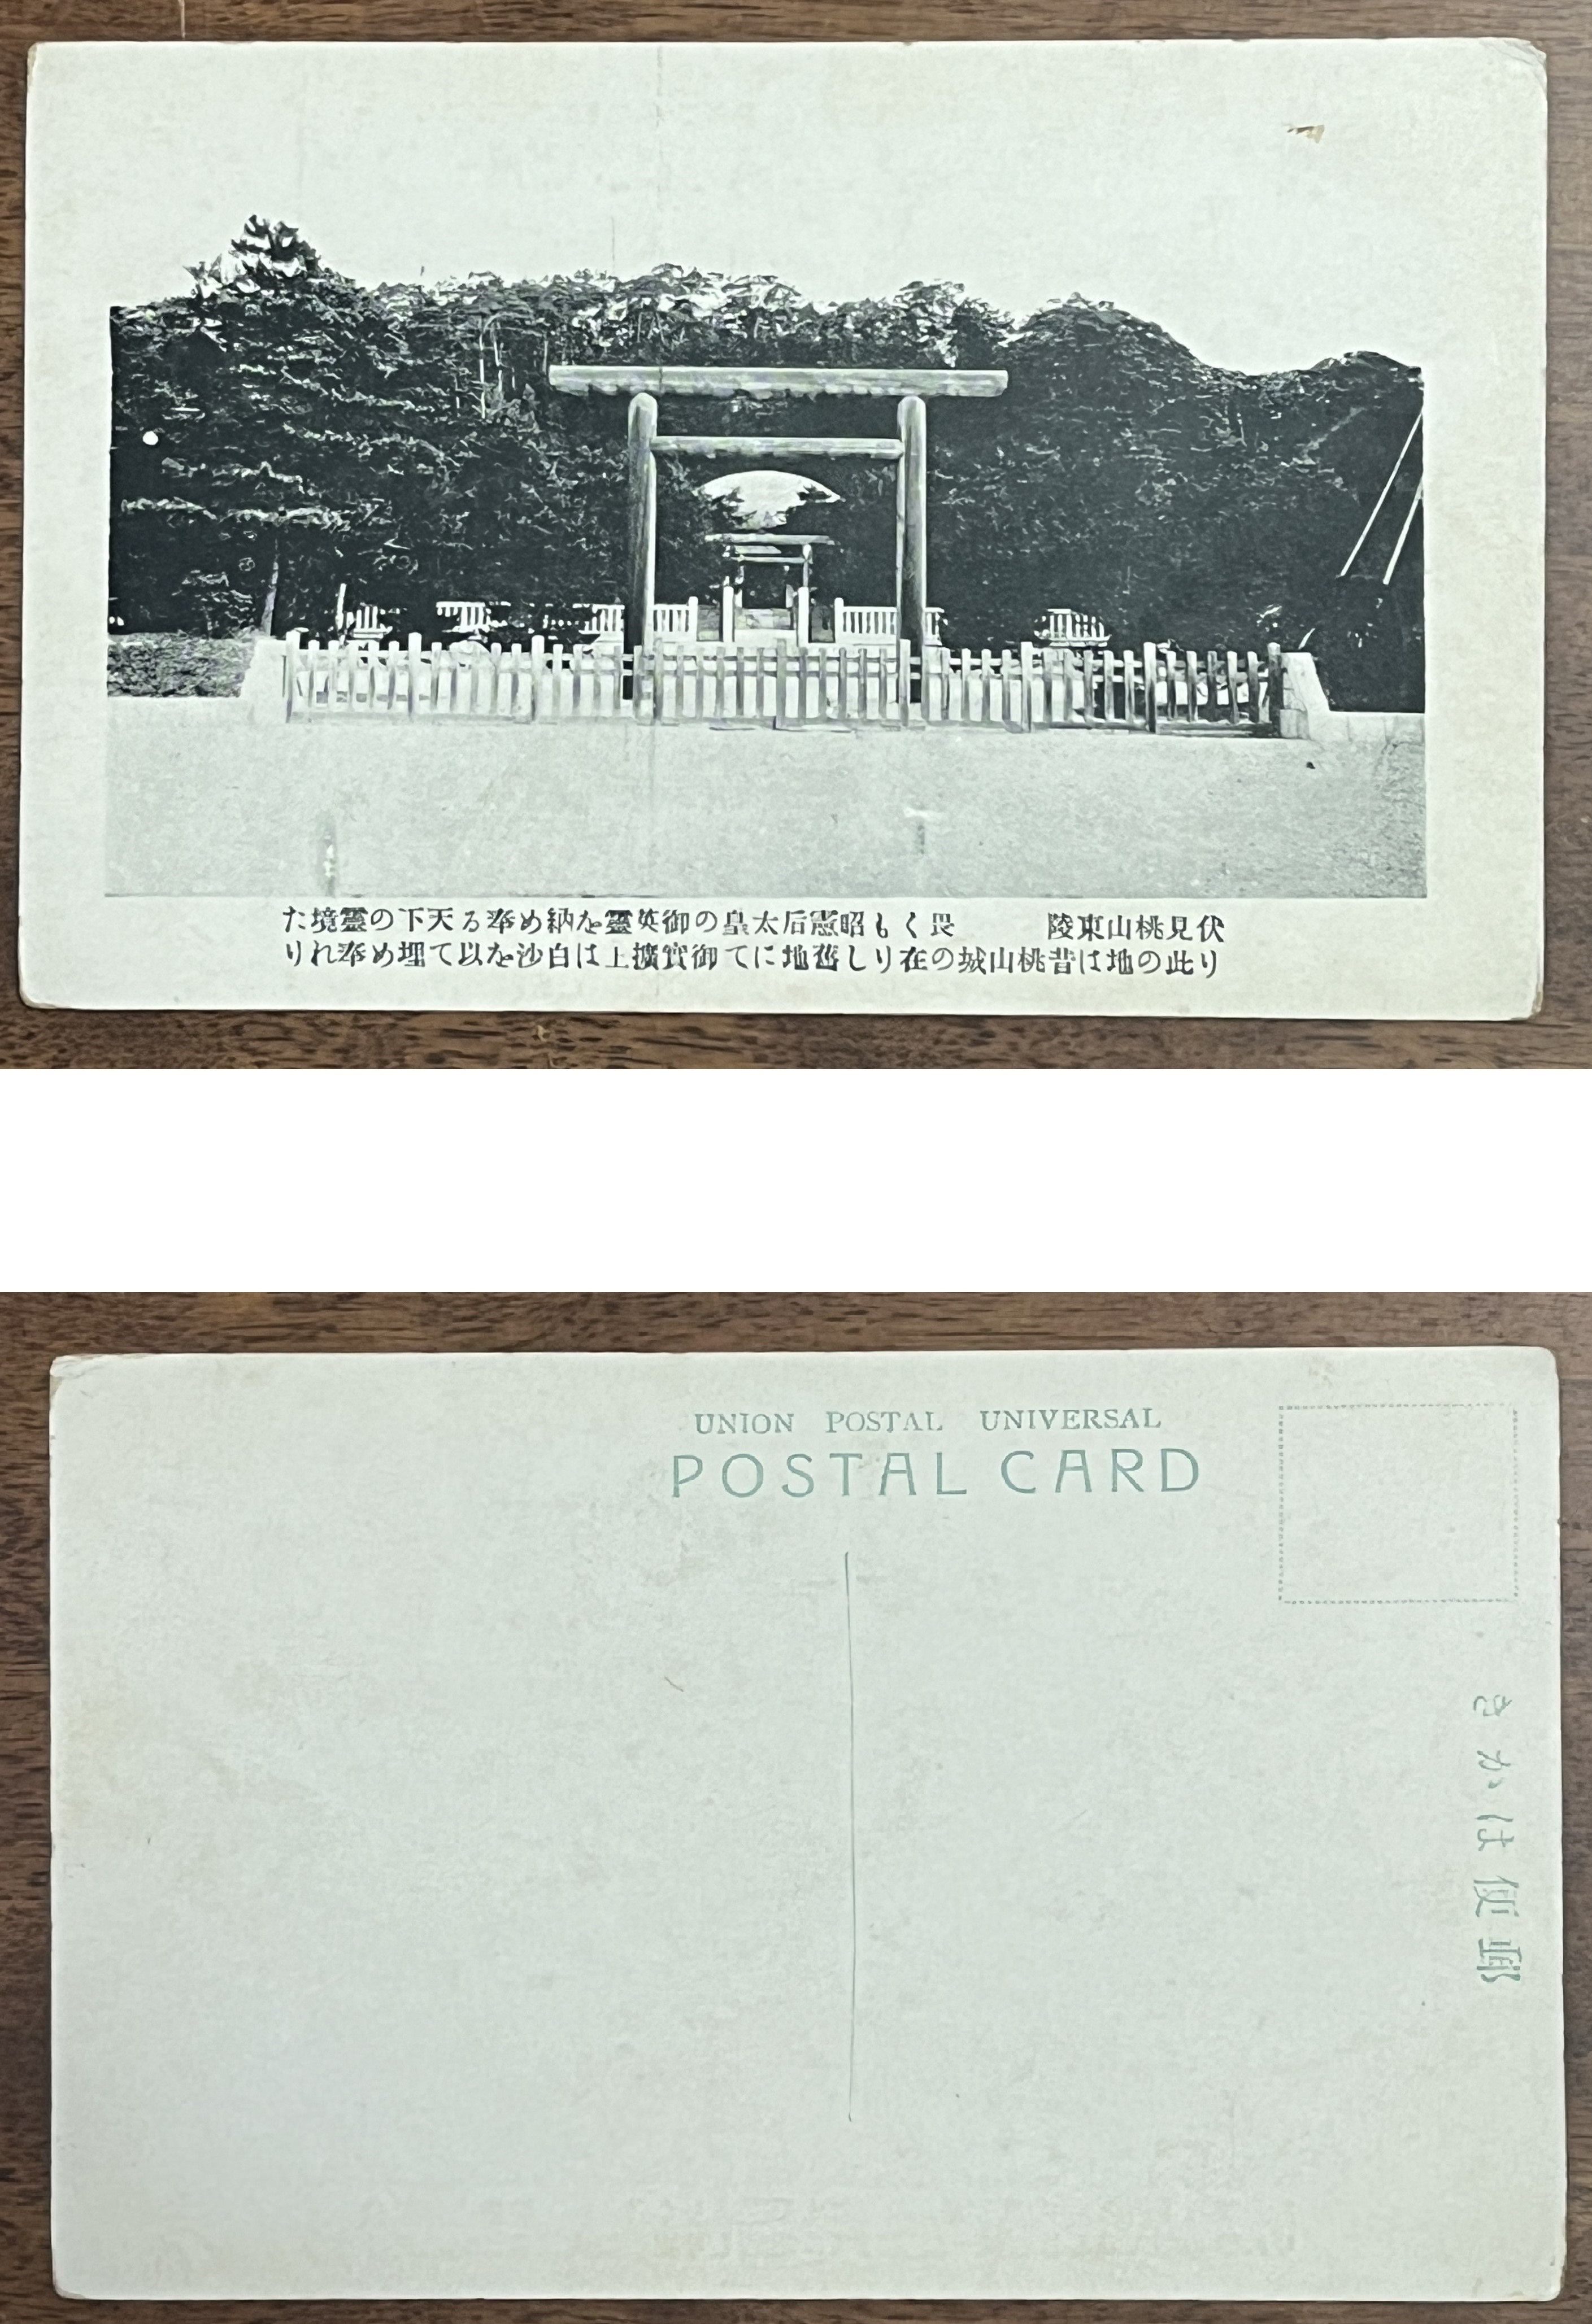 伏見桃山東陵　畏くも昭憲后太皇の御英靈を納め奉る天下の靈境た
り此の地は昔桃山城の在りし舊地にて御寶擴上は白沙を以て埋め奉れり
UNION POSTAL UNIVERSAL
POSTAL CARD
郵便はかき